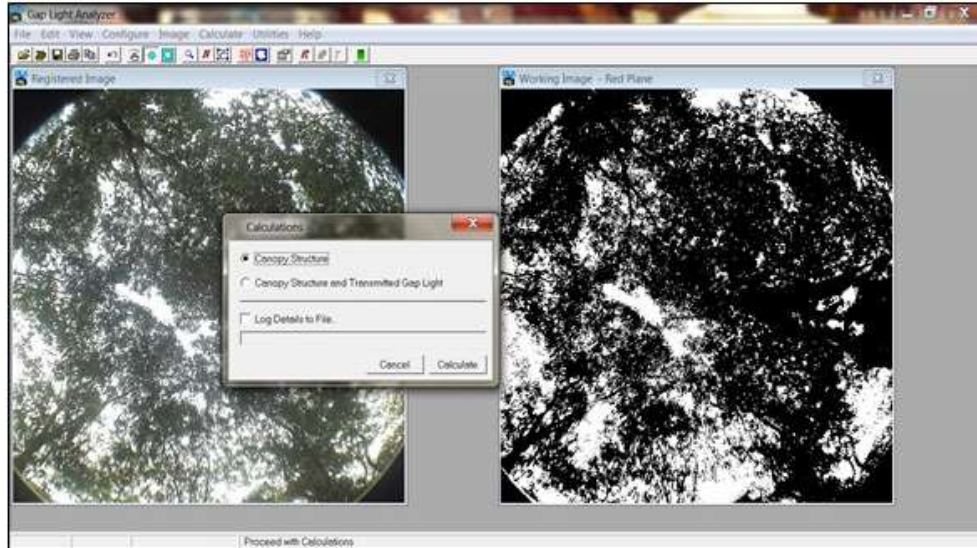 Gap Light Analyzer
File Edit View Configure Image Calculate Utilities Help
Registered Image
Working Image - Red Plane
Calculations
Canopy Structure
Canopy Structure and Transmitted Gap Light
Log Details to File.
Cancel Calculate
Proceed with Calculations